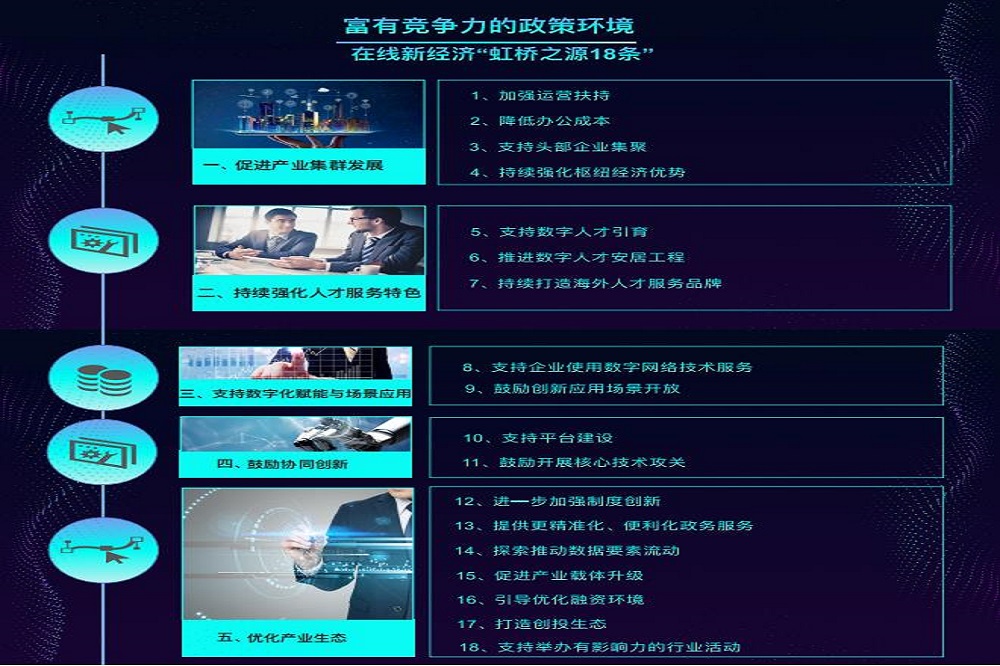 富有竞争力的政策环境
在线新经济“虹桥之源18条”
一、促进产业集群发展
1、加强运营扶持
2、降低办公成本
3、支持头部企业集聚
4、持续强化枢纽经济优势
二、持续强化人才服务特色
5、支持数字人才引育
6、推进数字人才安居工程
7、持续打造海外人才服务品牌
三、支持数字化赋能与场景应用
8、支持企业使用数字网络技术服务
9、鼓励创新应用场景开放
四、鼓励协同创新
10、支持平台建设
11、鼓励开展核心技术攻关
五、优化产业生态
12、进一步加强制度创新
13、提供更精准化、便利化政务服务
14、探索推动数据要素流动
15、促进产业载体升级
16、引导优化融资环境
17、打造创投生态
18、支持举办有影响力的行业活动